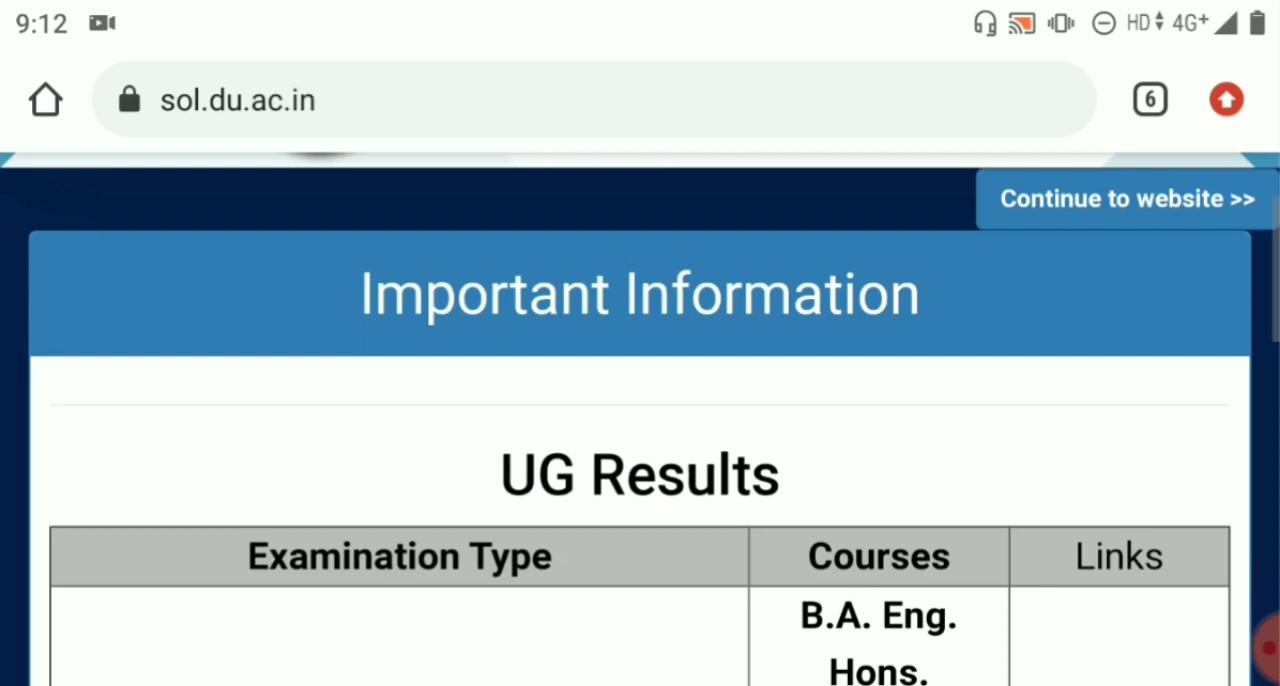 9:12 HD 4G+
sol.du.ac.in 6
Continue to website >>
Important Information
UG Results
Examination Type Courses Links
B.A. Eng.
Hons.